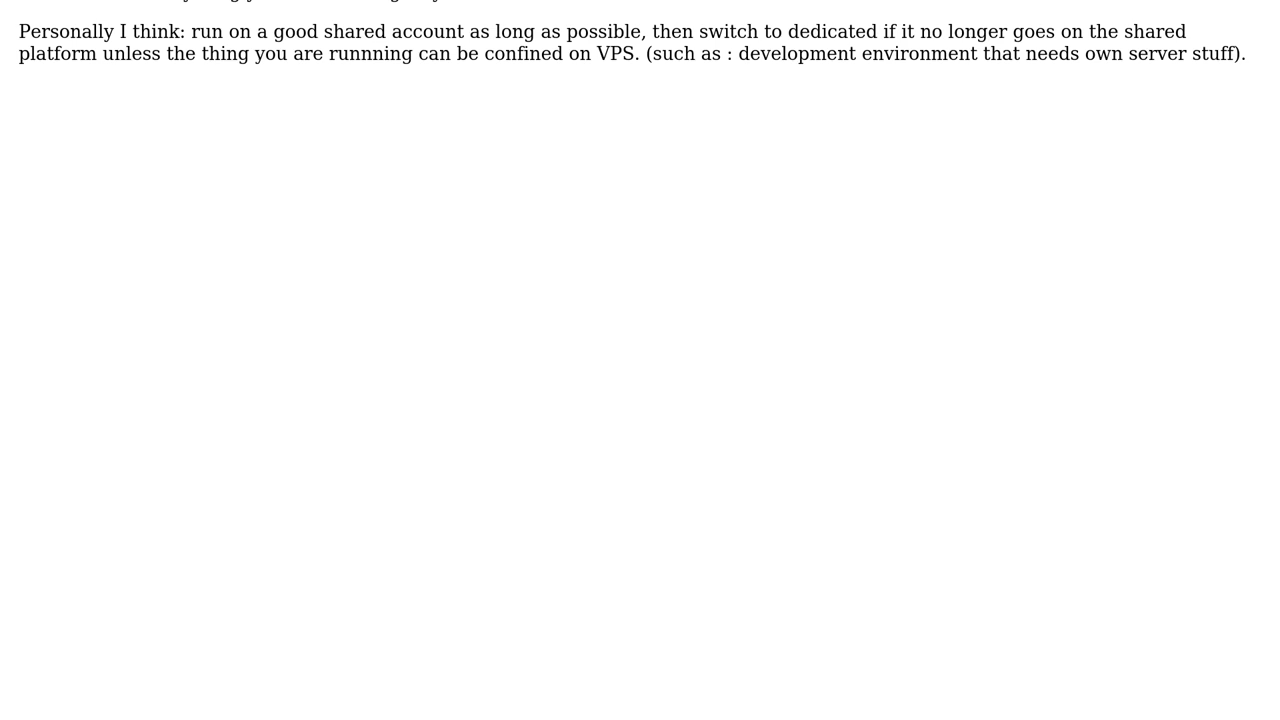 Personally I think: run on a good shared account as long as possible, then switch to dedicated if it no longer goes on the shared
platform unless the thing you are runnning can be confined on VPS. (such as : development environment that needs own server stuff).